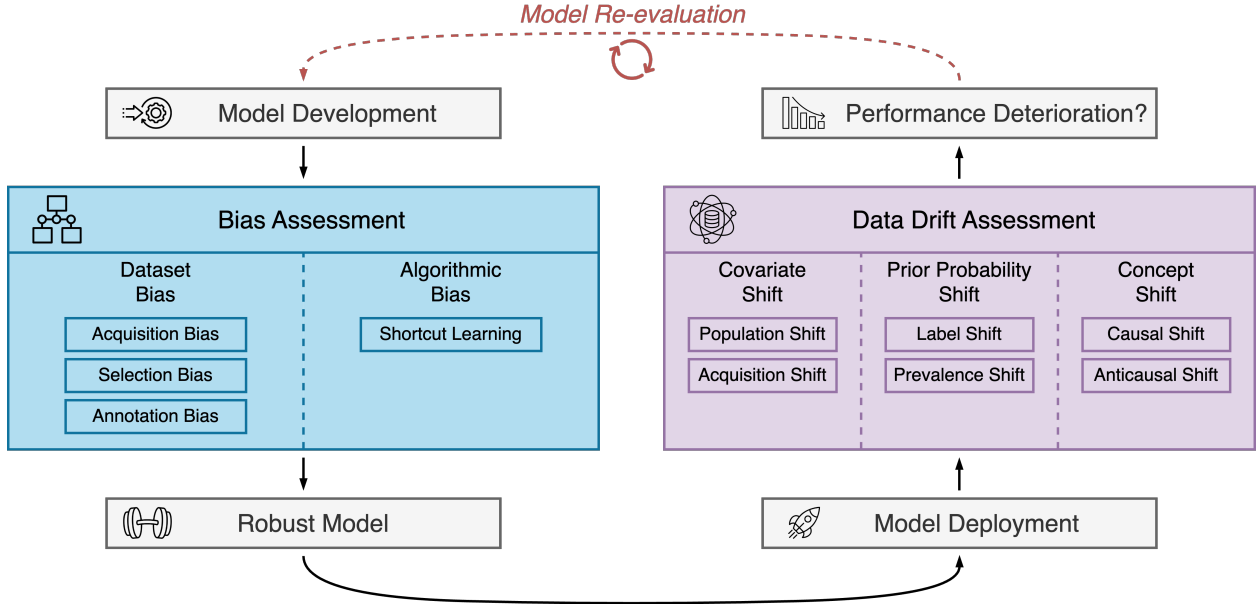 Model Re-evaluation
Model Development
Performance Deterioration?
Bias Assessment
Dataset
Bias
Acquisition Bias
Selection Bias
Annotation Bias
Algorithmic
Bias
Shortcut Learning
Data Drift Assessment
Covariate
Shift
Population Shift
Acquisition Shift
Prior Probability
Shift
Label Shift
Prevalence Shift
Concept
Shift
Causal Shift
Anticausal Shift
Robust Model
Model Deployment